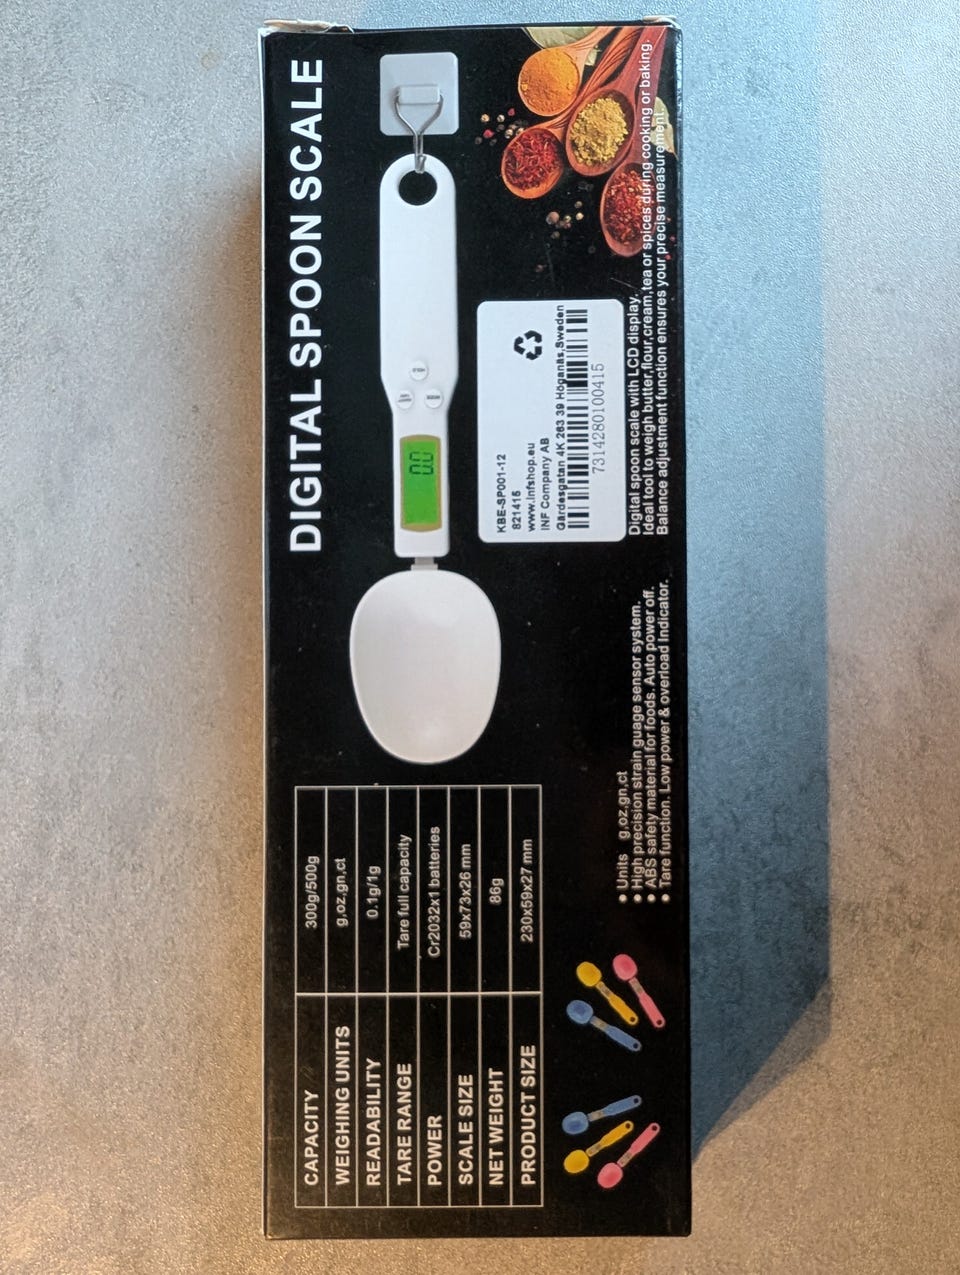 DIGITAL SPOON SCALE
0.0
KBE-SP001-12
821415
www.infshop.eu
INF Company AB
Gärdesgatan 4K 263 39 Höganäs,Sweden
7314280100415
Digital spoon scale with LCD display.
Ideal tool to weigh butter,flour,cream,tea or spices during cooking or baking.
Balance adjustment function ensures your precise measurement.
CAPACITY 300g/500g
WEIGHING UNITS g,oz,gn,ct
READABILITY 0.1g/1g
TARE RANGE Tare full capacity
POWER Cr2032x1 batteries
SCALE SIZE 59x73x26 mm
NET WEIGHT 86g
PRODUCT SIZE 230x59x27 mm
• Units g,oz,gn,ct
• High precision strain guage sensor system.
• ABS safety material for foods. Auto power off.
• Tare function. Low power & overload Indicator.